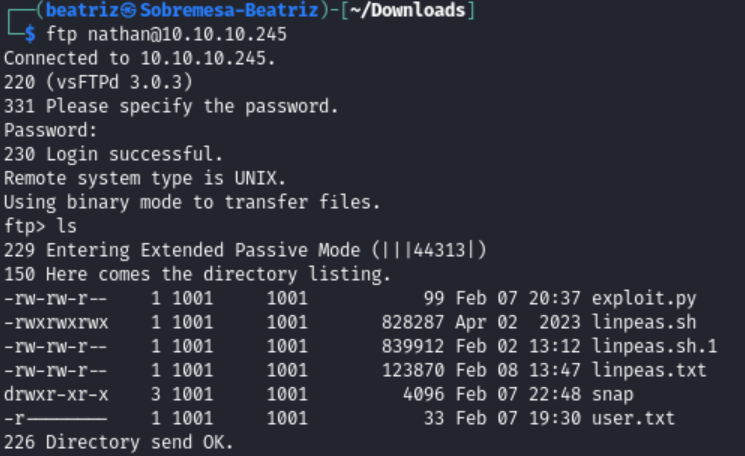 ┌──(beatriz㉿Sobremesa-Beatriz)-[~/Downloads]
└─$ ftp nathan@10.10.10.245
Connected to 10.10.10.245.
220 (vsFTPd 3.0.3)
331 Please specify the password.
Password:
230 Login successful.
Remote system type is UNIX.
Using binary mode to transfer files.
ftp> ls
229 Entering Extended Passive Mode (|||44313|)
150 Here comes the directory listing.
-rw-rw-r--    1 1001     1001           99 Feb 07 20:37 exploit.py
-rwxrwxrwx    1 1001     1001       828287 Apr 02  2023 linpeas.sh
-rw-rw-r--    1 1001     1001       839912 Feb 02 13:12 linpeas.sh.1
-rw-rw-r--    1 1001     1001       123870 Feb 08 13:47 linpeas.txt
drwxr-xr-x    3 1001     1001         4096 Feb 07 22:48 snap
-r--------    1 1001     1001           33 Feb 07 19:30 user.txt
226 Directory send OK.